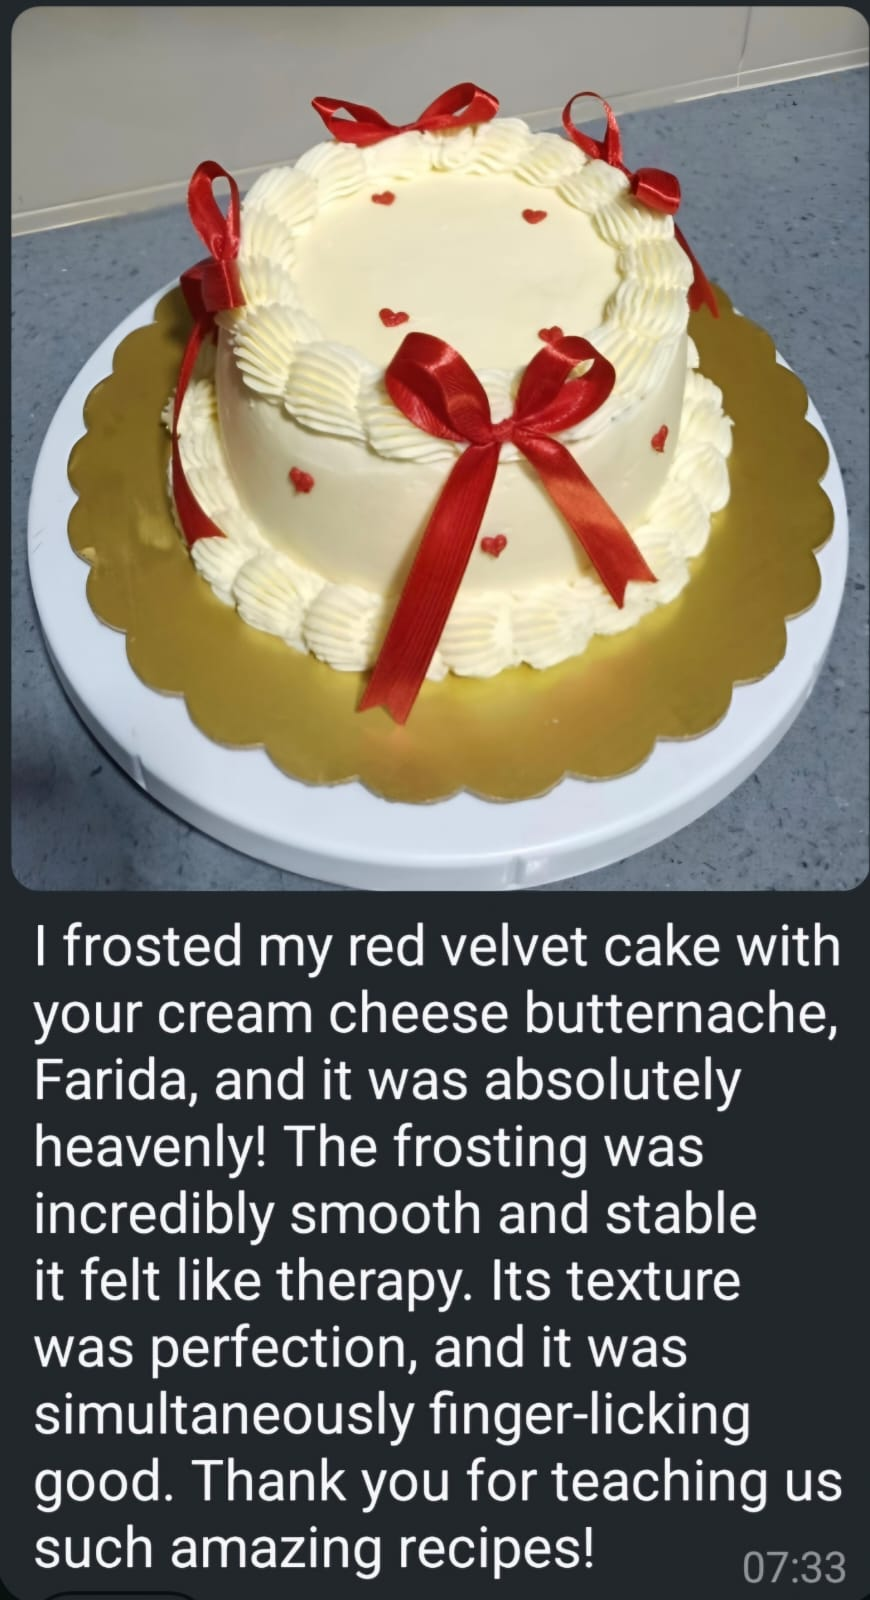 I frosted my red velvet cake with
your cream cheese butternache,
Farida, and it was absolutely
heavenly! The frosting was
incredibly smooth and stable
it felt like therapy. Its texture
was perfection, and it was
simultaneously finger-licking
good. Thank you for teaching us
such amazing recipes!
07:33